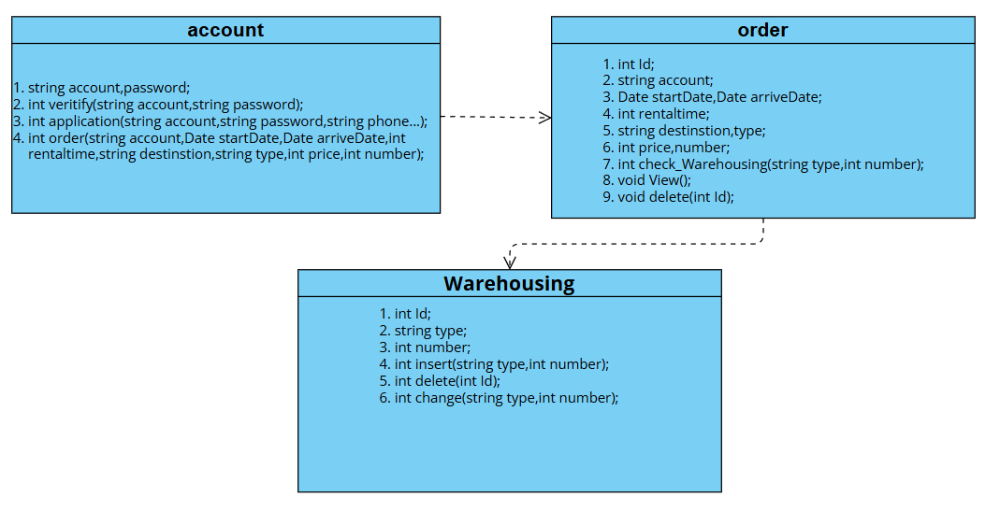 account
1. string account,password;
2. int veritify(string account,string password);
3. int application(string account,string password,string phone...);
4. int order(string account,Date startDate,Date arriveDate,int
rentaltime,string destinstion,string type,int price,int number);
order
1. int Id;
2. string account;
3. Date startDate,Date arriveDate;
4. int rentaltime;
5. string destinstion,type;
6. int price,number;
7. int check_Warehousing(string type,int number);
8. void View();
9. void delete(int Id);
Warehousing
1. int Id;
2. string type;
3. int number;
4. int insert(string type,int number);
5. int delete(int Id);
6. int change(string type,int number);